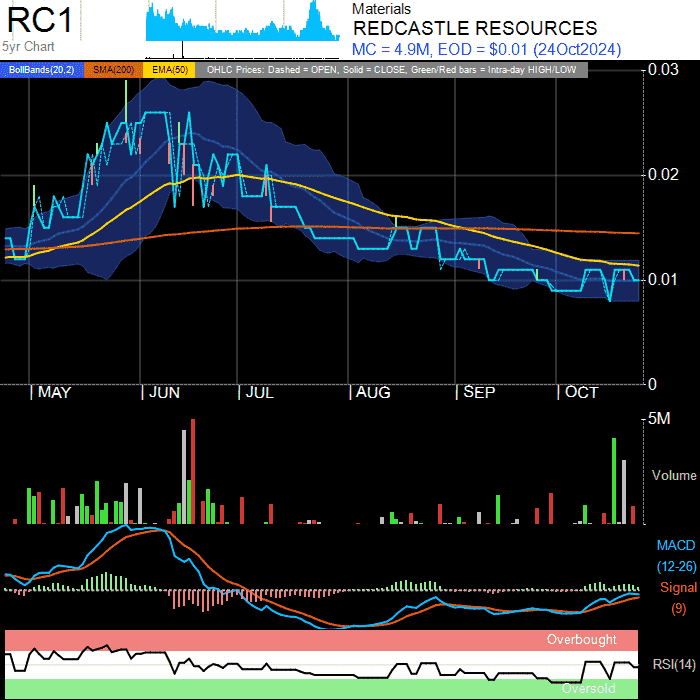 RC1
5yr Chart
Materials
REDCASTLE RESOURCES
MC = 4.9M, EOD = $0.01 (24Oct2024)
BollBands(20,2) SMA(200) EMA(50) OHLC Prices: Dashed = OPEN, Solid = CLOSE, Green/Red bars = Intra-day HIGH/LOW
0.03
0.02
0.01
0
MAY JUN JUL AUG SEP OCT
5M
Volume
MACD
(12-26)
Signal
(9)
Overbought
RSI(14)
Oversold